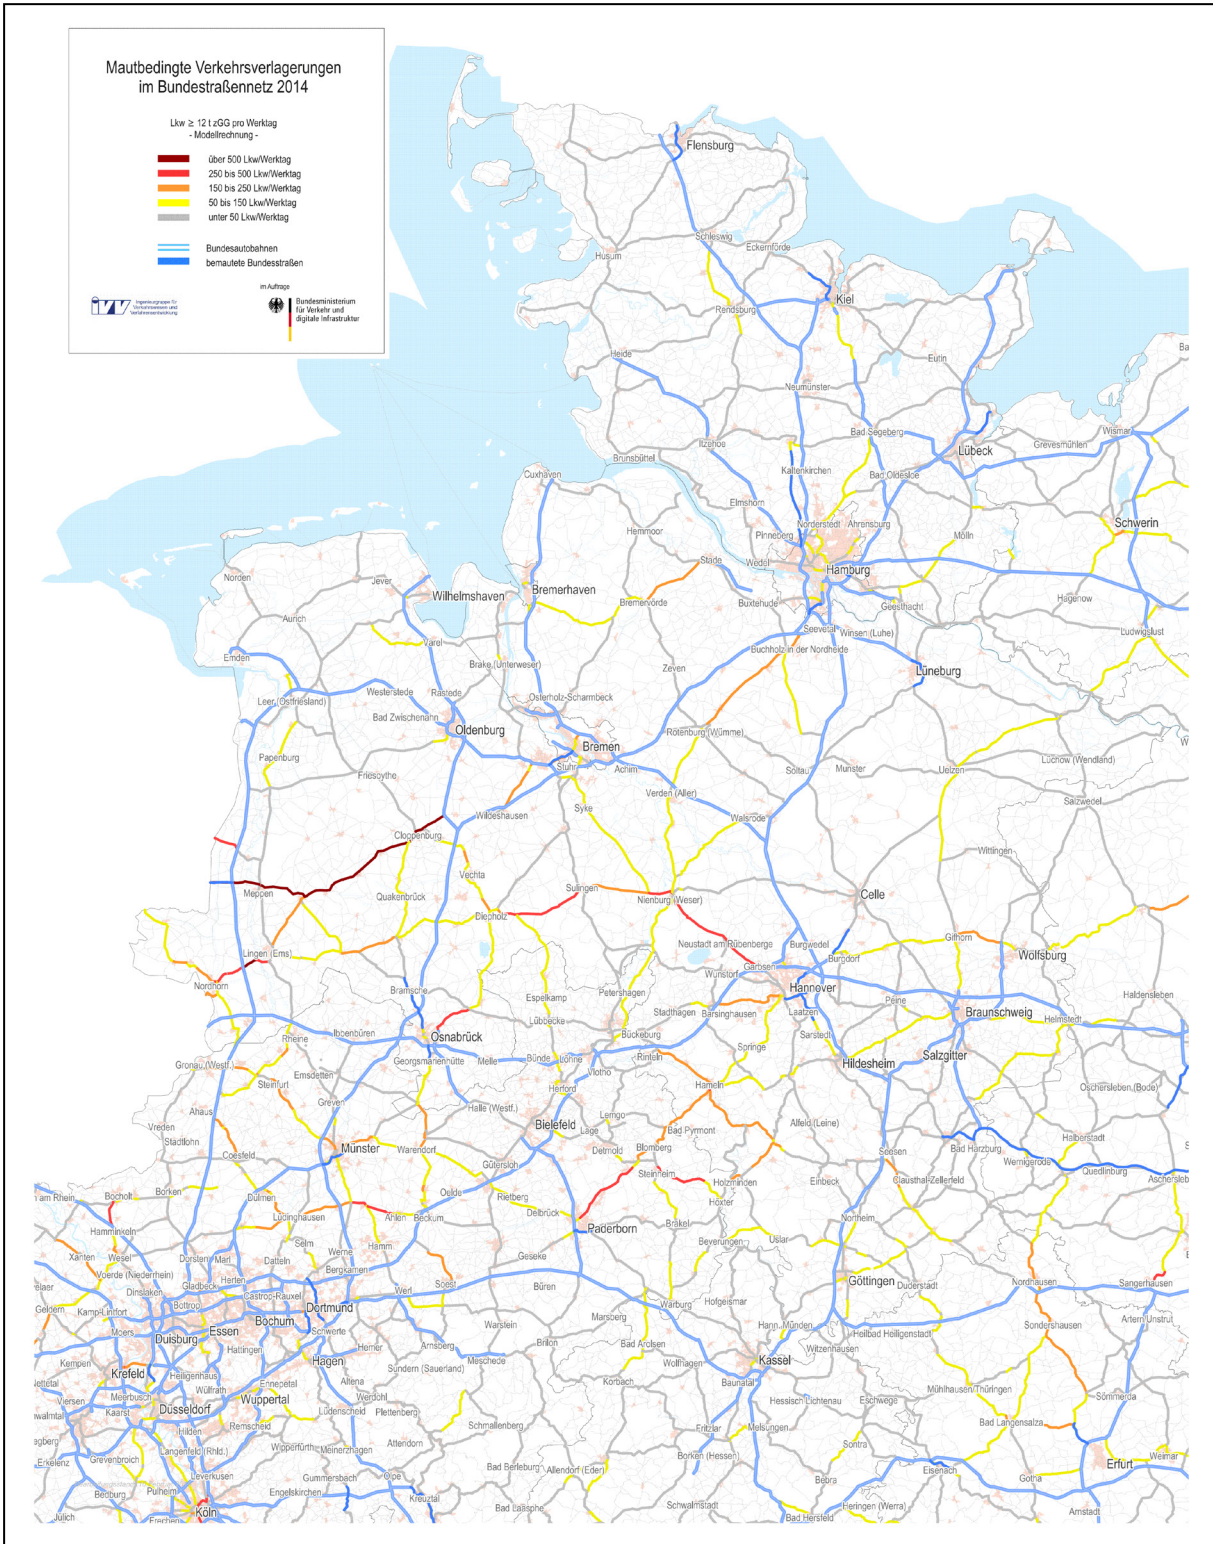 Mautbedingte Verkehrsverlagerungen
im Bundestraßennetz 2014
Lkw ≥ 12 t zGG pro Werktag
- Modellrechnung -
über 500 Lkw/Werktag
250 bis 500 Lkw/Werktag
150 bis 250 Lkw/Werktag
50 bis 150 Lkw/Werktag
unter 50 Lkw/Werktag
Bundesautobahnen
bemautete Bundesstraßen
im Auftrage
ivv
Ingenieurgruppe für
Verkehrswesen und
Verfahrensentwicklung
Bundesministerium
für Verkehr und
digitale Infrastruktur
Flensburg
Schleswig
Eckernförde
Husum
Kiel
Rendsburg
Heide
Eutin
Neumünster
Bad Segeberg
Wismar
Itzehoe
Grevesmühlen
Lübeck
Brunsbüttel
Kaltenkirchen
Bad Oldesloe
Cuxhaven
Elmshorn
Hemmoor
Norderstedt
Ahrensburg
Schwerin
Pinneberg
Mölln
Stade
Wedel
Hamburg
Norden
Jever
Wilhelmshaven
Bremerhaven
Bremervörde
Buxtehude
Geesthacht
Hagenow
Aurich
Seevetal
Winsen (Luhe)
Ludwigslust
Varel
Buchholz in der Nordheide
Emden
Brake (Unterweser)
Zeven
Lüneburg
Leer (Ostfriesland)
Westerstede
Rastede
Osterholz-Scharmbeck
Bad Zwischenahn
Oldenburg
Rotenburg (Wümme)
Bremen
Papenburg
Stuhr
Achim
Soltau
Munster
Uelzen
Lüchow (Wendland)
Friesoythe
Verden (Aller)
Salzwedel
Syke
Wildeshausen
Walsrode
Cloppenburg
Wittingen
Vechta
Meppen
Quakenbrück
Sulingen
Nienburg (Weser)
Celle
Diepholz
Neustadt am Rübenberge
Burgwedel
Gifhorn
Lingen (Ems)
Burgdorf
Wolfsburg
Garbsen
Wunstorf
Nordhorn
Bramsche
Espelkamp
Petershagen
Hannover
Peine
Haldensleben
Stadthagen
Barsinghausen
Laatzen
Braunschweig
Helmstedt
Lübbecke
Ibbenbüren
Osnabrück
Bückeburg
Sarstedt
Rheine
Springe
Salzgitter
Gronau (Westf.)
Georgsmarienhütte
Melle
Bünde
Löhne
Rinteln
Hildesheim
Emsdetten
Vlotho
Steinfurt
Herford
Hameln
Oschersleben (Bode)
Greven
Ahaus
Halle (Westf.)
Lemgo
Vreden
Bielefeld
Lage
Bad Pyrmont
Alfeld (Leine)
Stadtlohn
Halberstadt
Münster
Warendorf
Detmold
Blomberg
Seesen
Bad Harzburg
Coesfeld
Gütersloh
Wernigerode
Steinheim
Quedlinburg
Clausthal-Zellerfeld
Holzminden
Einbeck
am Rhein
Bocholt
Borken
Dülmen
Oelde
Rietberg
Höxter
Lüdinghausen
Ahlen
Beckum
Delbrück
Northeim
Hamminkeln
Paderborn
Brakel
Selm
Hamm
Beverungen
Uslar
Xanten
Wesel
Dorsten
Marl
Datteln
Werne
Geseke
Voerde (Niederrhein)
Bergkamen
Herten
Soest
Göttingen
Nordhausen
Sangerhausen
Dinslaken
Gladbeck
Castrop-Rauxel
Werl
Büren
Duderstadt
Geldern
Kamp-Lintfort
Bottrop
Dortmund
Warburg
Hofgeismar
Marsberg
Bochum
Moers
Essen
Duisburg
Schwerte
Warstein
Hann. Münden
Heilbad Heiligenstadt
Sondershausen
Hattingen
Hemer
Arnsberg
Brilon
Bad Arolsen
Witzenhausen
Kempen
Hagen
Meschede
Wolfhagen
Kassel
Krefeld
Heiligenhaus
Sundern (Sauerland)
Korbach
Baunatal
Ennepetal
Altena
Mühlhausen/Thüringen
Wülfrath
Meerbusch
Wuppertal
Werdohl
Hessisch Lichtenau
Eschwege
Sömmerda
Viersen
Kaarst
Düsseldorf
Lüdenscheid
Plettenberg
Remscheid
Schmallenberg
Fritzlar
Melsungen
Bad Langensalza
Hilden
Attendorn
Sontra
Langenfeld (Rhld.)
Wipperfürth
Meinerzhagen
Borken (Hessen)
Erfurt
Weimar
Grevenbroich
Erkelenz
Bad Berleburg
Allendorf (Eder)
Bebra
Eisenach
Gotha
Leverkusen
Gummersbach
Olpe
Pulheim
Bedburg
Engelskirchen
Kreuztal
Bad Laasphe
Schwalmstadt
Heringen (Werra)
Arnstadt
Köln
Jülich
Frechen
Bad Hersfeld